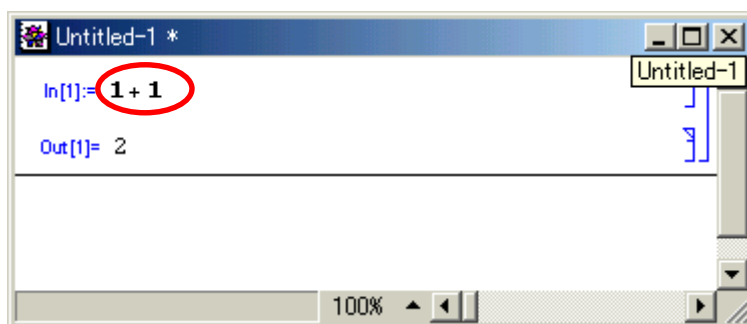 Untitled-1 *
Untitled-1
In[1]:= 1 + 1
Out[1]= 2
100%